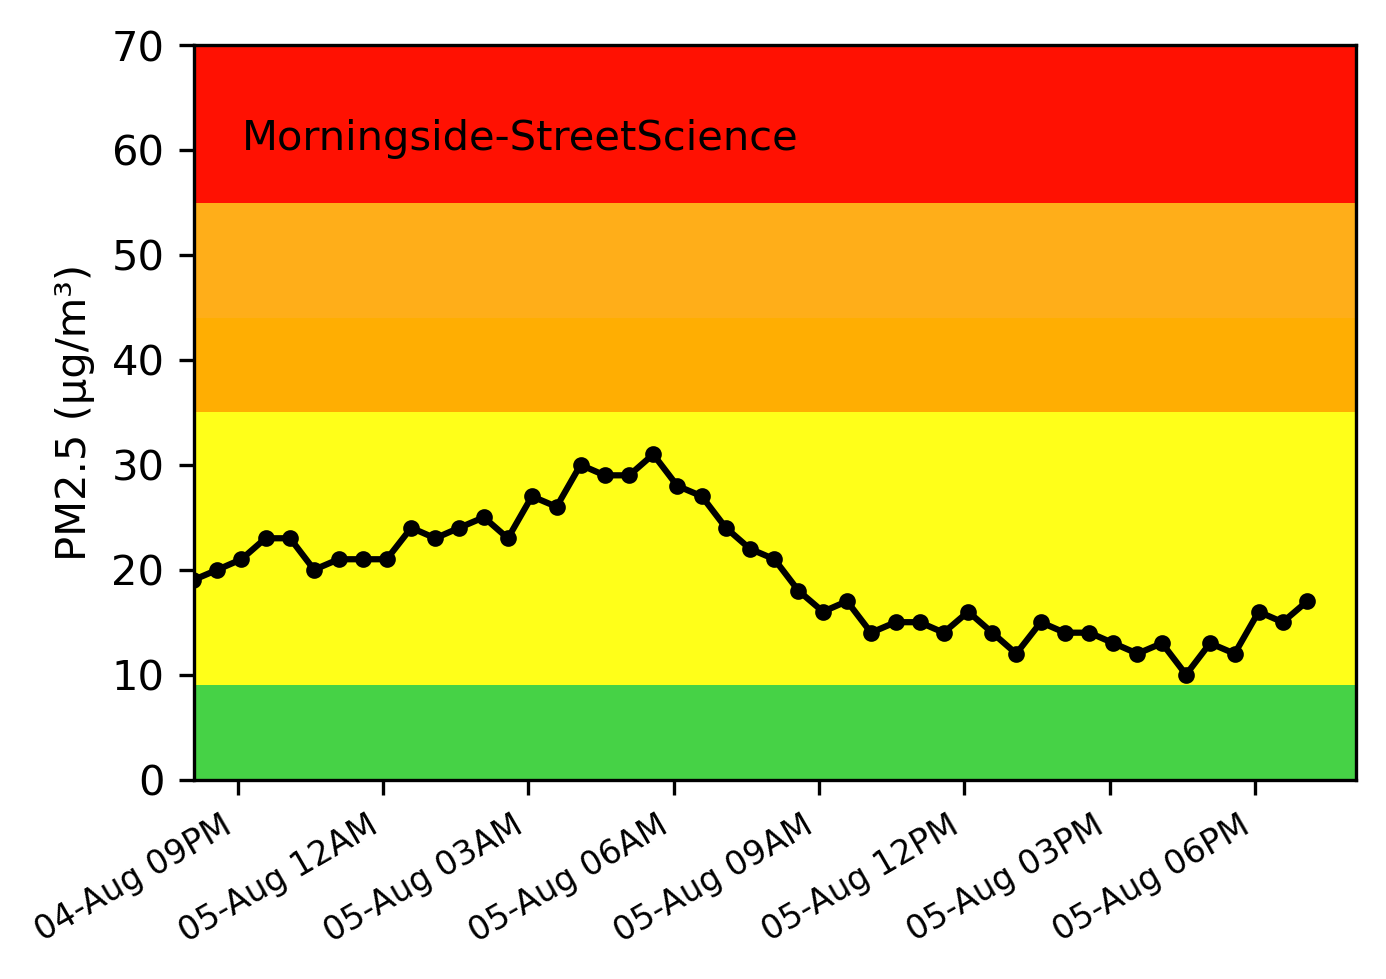 70
Morningside-StreetScience
60
50
40
30
20
10
0
PM2.5 (µg/m³)
04-Aug 09PM
05-Aug 12AM
05-Aug 03AM
05-Aug 06AM
05-Aug 09AM
05-Aug 12PM
05-Aug 03PM
05-Aug 06PM